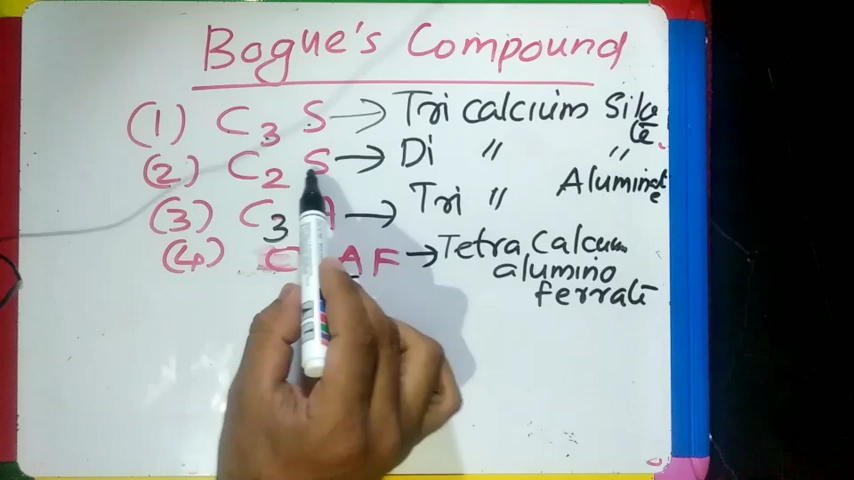 Bogue's Compound
(1) C3 S → Tri calcium Silicate
(2) C2 S → Di " "
(3) C3 A → Tri " Aluminate
(4) C AF → Tetra Calcium
alumino
ferrate